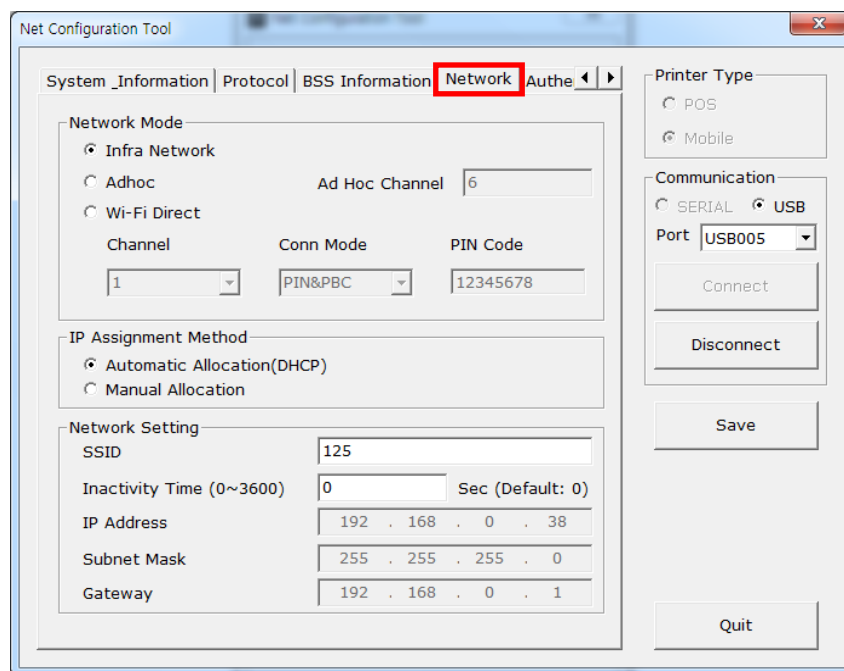 Net Configuration Tool
System _Information Protocol BSS Information Network Authe
Network Mode
Infra Network
Adhoc Ad Hoc Channel 6
Wi-Fi Direct
Channel Conn Mode PIN Code
1 PIN&PBC 12345678
IP Assignment Method
Automatic Allocation(DHCP)
Manual Allocation
Network Setting
SSID 125
Inactivity Time (0~3600) 0 Sec (Default: 0)
IP Address 192 . 168 . 0 . 38
Subnet Mask 255 . 255 . 255 . 0
Gateway 192 . 168 . 0 . 1
Printer Type
POS
Mobile
Communication
SERIAL USB
Port USB005
Connect
Disconnect
Save
Quit